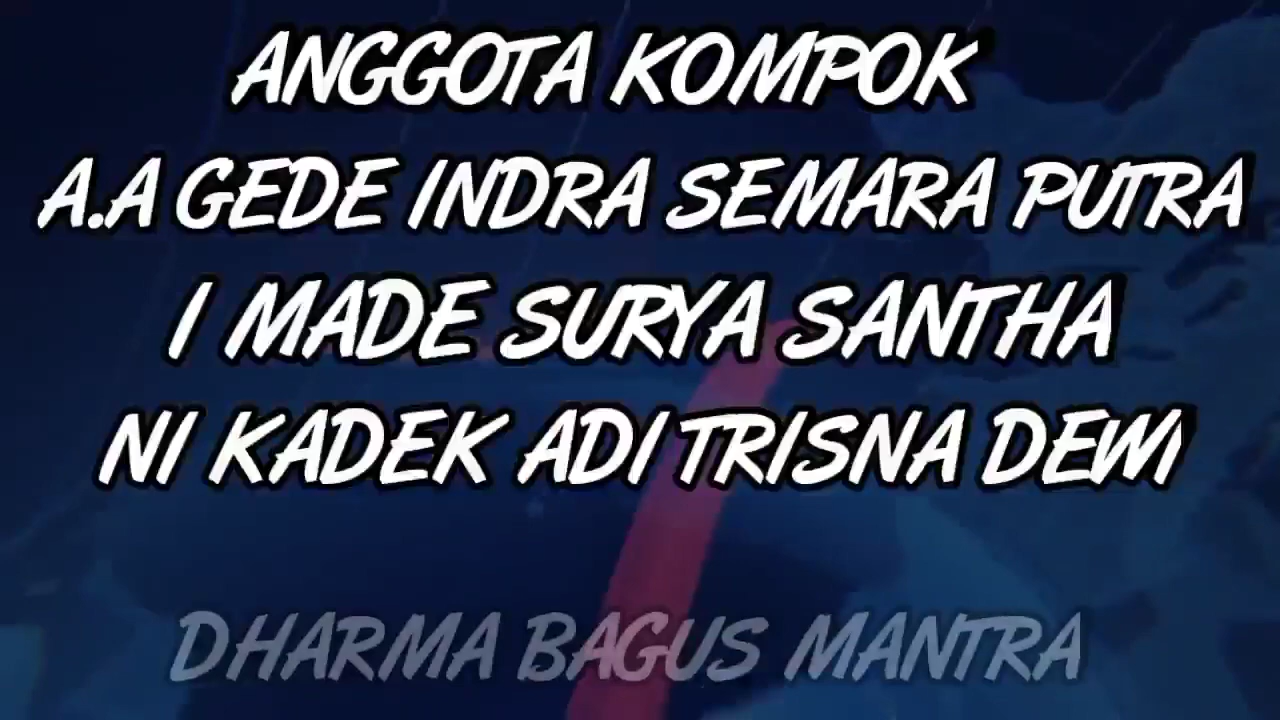 ANGGOTA KOMPOK
A.A GEDE INDRA SEMARA PUTRA
I MADE SURYA SANTHA
NI KADEK ADI TRISNA DEWI
DHARMA BAGUS MANTRA